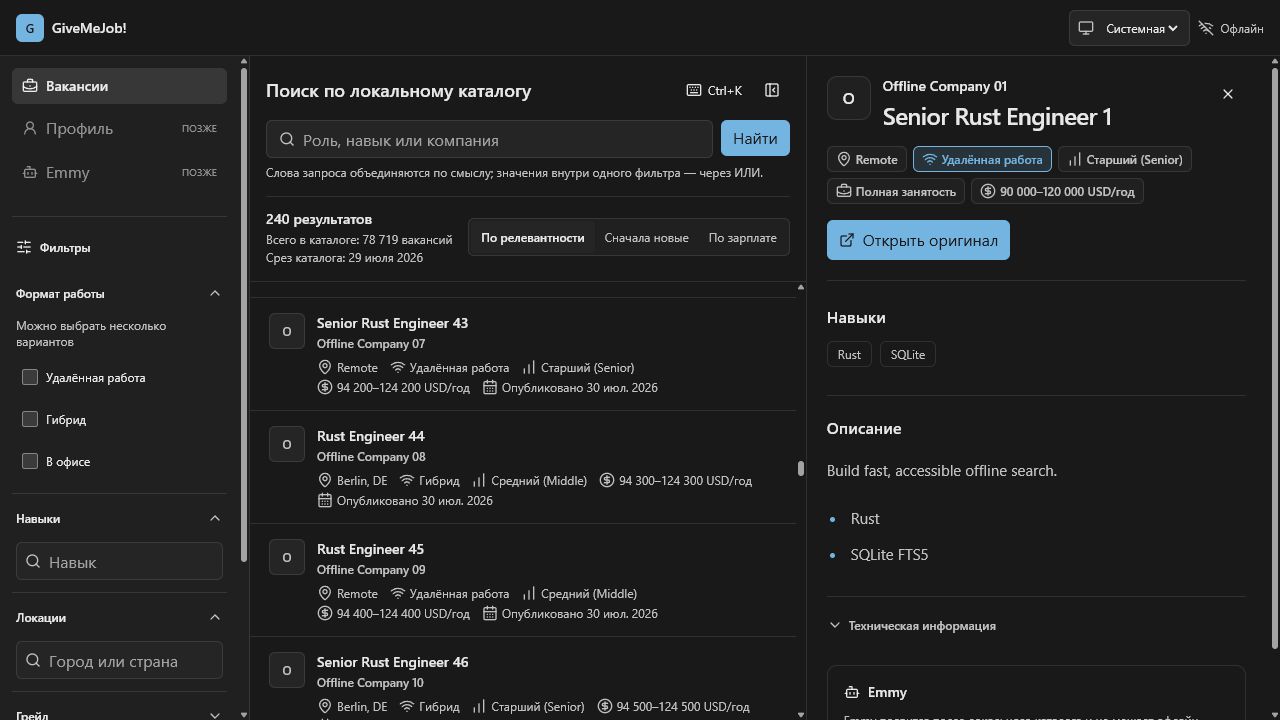 G
GiveMeJob!
Системная
Офлайн
Вакансии
Профиль
ПОЗЖЕ
Emmy
ПОЗЖЕ
Фильтры
Формат работы
Можно выбрать несколько
вариантов
Удалённая работа
Гибрид
В офисе
Навыки
Навык
Локации
Город или страна
Грейд
Поиск по локальному каталогу
Ctrl+K
Роль, навык или компания
Найти
Слова запроса объединяются по смыслу; значения внутри одного фильтра — через ИЛИ.
240 результатов
Всего в каталоге: 78 719 вакансий
Срез каталога: 29 июля 2026
По релевантности
Сначала новые
По зарплате
O
Senior Rust Engineer 43
Offline Company 07
Remote Удалённая работа Старший (Senior)
94 200–124 200 USD/год Опубликовано 30 июл. 2026
O
Rust Engineer 44
Offline Company 08
Berlin, DE Гибрид Средний (Middle) 94 300–124 300 USD/год
Опубликовано 30 июл. 2026
O
Rust Engineer 45
Offline Company 09
Remote Удалённая работа Средний (Middle)
94 400–124 400 USD/год Опубликовано 30 июл. 2026
O
Senior Rust Engineer 46
Offline Company 10
Berlin, DE Гибрид Старший (Senior) 94 500–124 500 USD/год
O
Offline Company 01
Senior Rust Engineer 1
Remote Удалённая работа Старший (Senior)
Полная занятость 90 000–120 000 USD/год
Открыть оригинал
Навыки
Rust SQLite
Описание
Build fast, accessible offline search.
Rust
SQLite FTS5
Техническая информация
Emmy